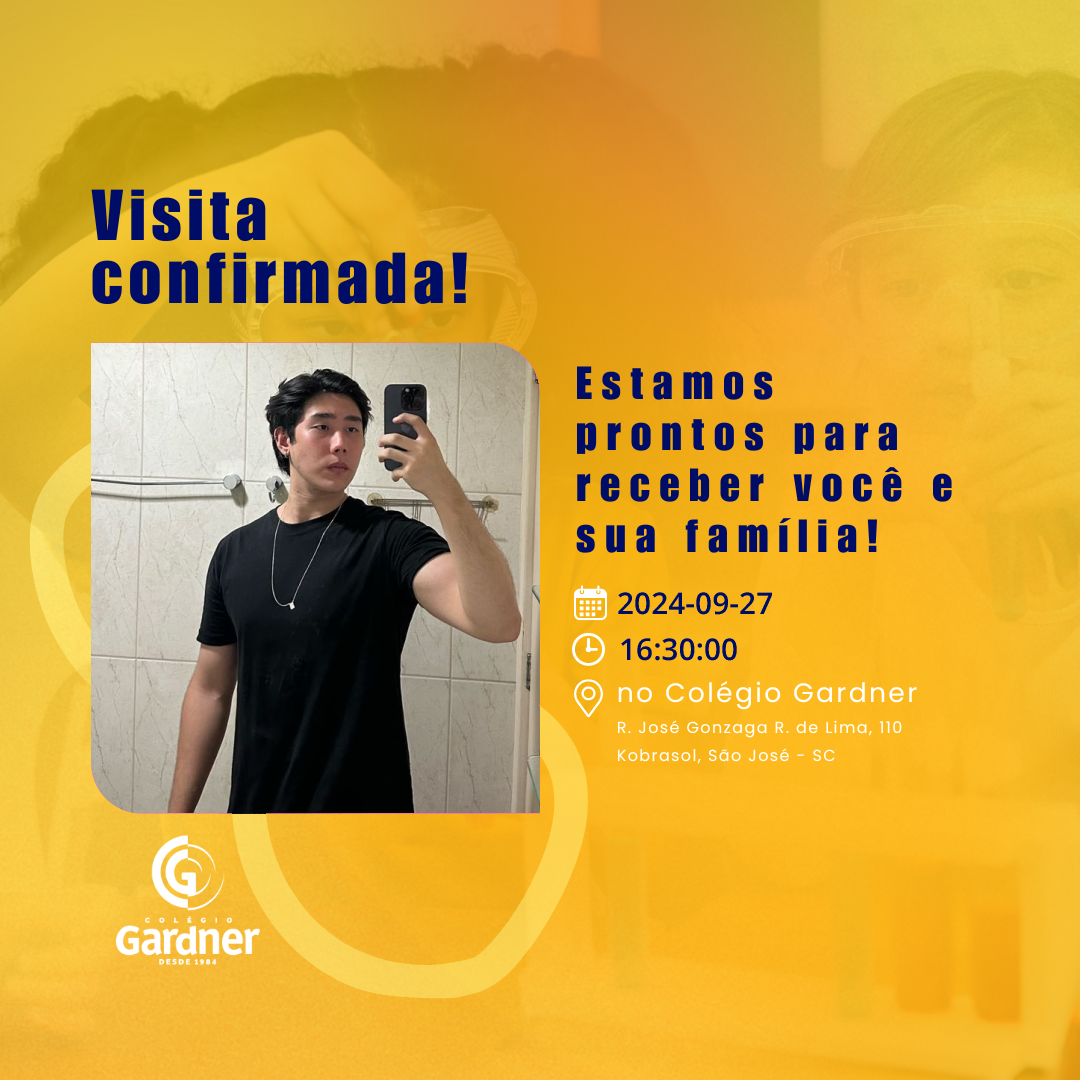 Visita
confirmada!
Estamos
prontos para
receber você e
sua família!
2024-09-27
16:30:00
no Colégio Gardner
R. José Gonzaga R. de Lima, 110
Kobrasol, São José - SC
G
COLÉGIO
Gardner
DESDE 1984